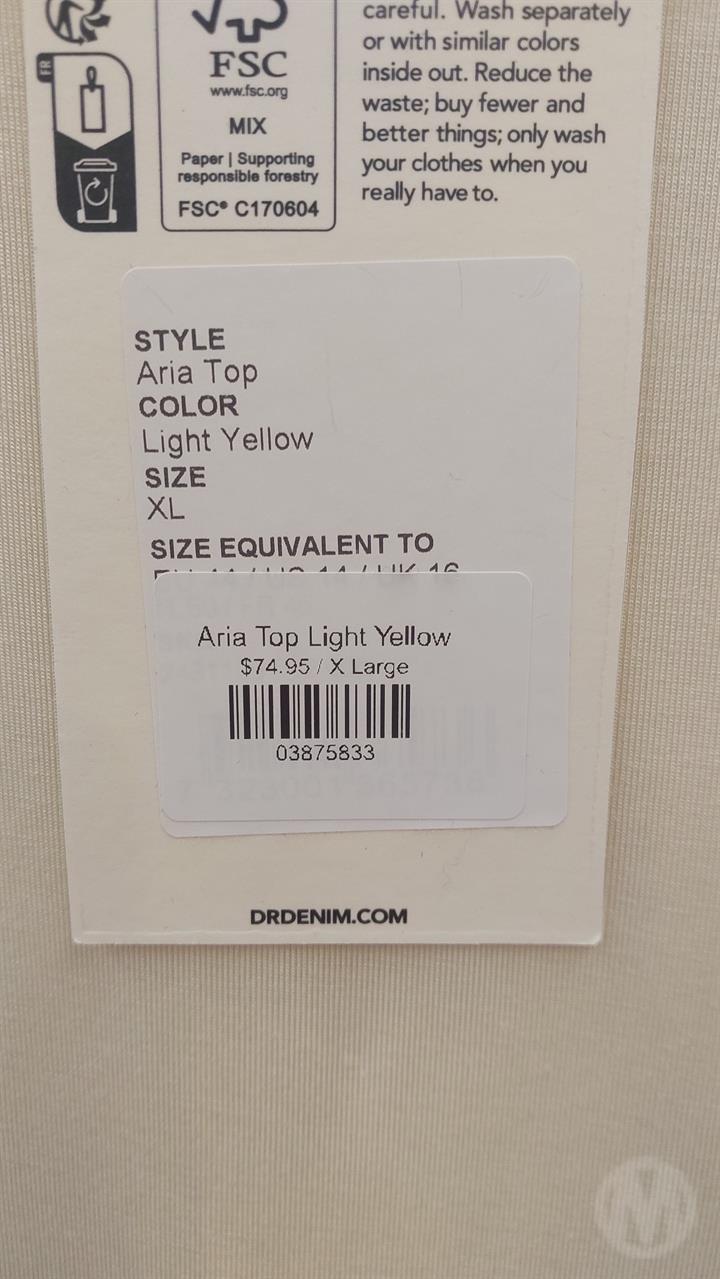 FR
FSC
www.fsc.org
MIX
Paper | Supporting
responsible forestry
FSC® C170604
careful. Wash separately
or with similar colors
inside out. Reduce the
waste; buy fewer and
better things; only wash
your clothes when you
really have to.
STYLE
Aria Top
COLOR
Light Yellow
SIZE
XL
SIZE EQUIVALENT TO
Aria Top Light Yellow
$74.95 / X Large
03875833
DRDENIM.COM
M